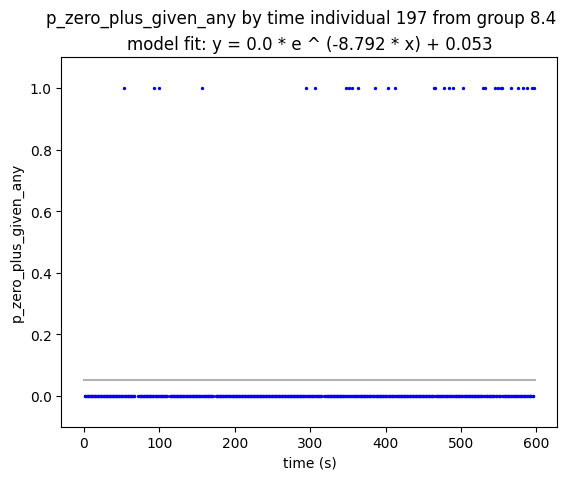 p_zero_plus_given_any by time individual 197 from group 8.4
model fit: y = 0.0 * e ^ (-8.792 * x) + 0.053
p_zero_plus_given_any
1.0
0.8
0.6
0.4
0.2
0.0
0 100 200 300 400 500 600
time (s)